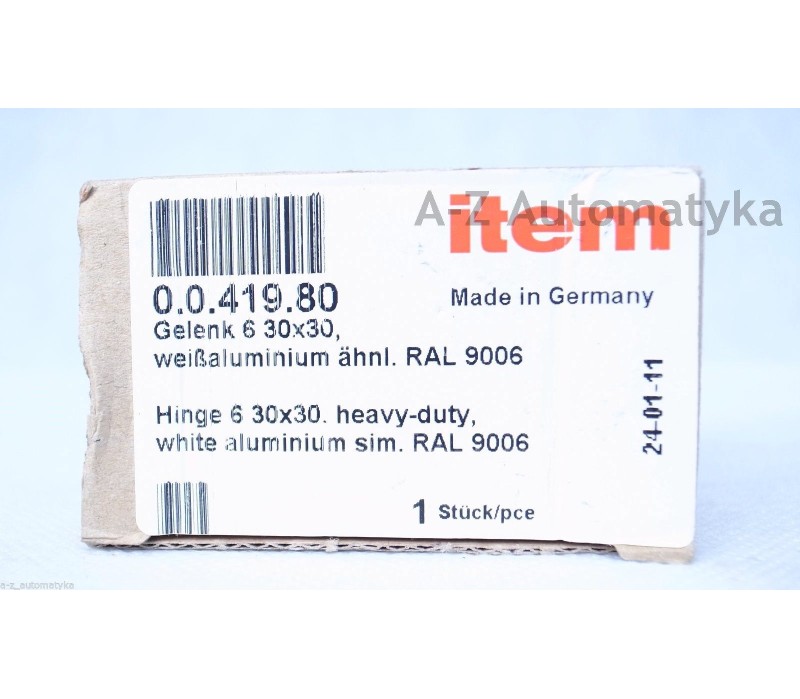 A-Z Automatyka
item
0.0.419.80
Made in Germany
Gelenk 6 30x30,
weißaluminium ähnl. RAL 9006
Hinge 6 30x30. heavy-duty,
white aluminium sim. RAL 9006
24-01-11
1 Stück/pce
a-z_automatyka